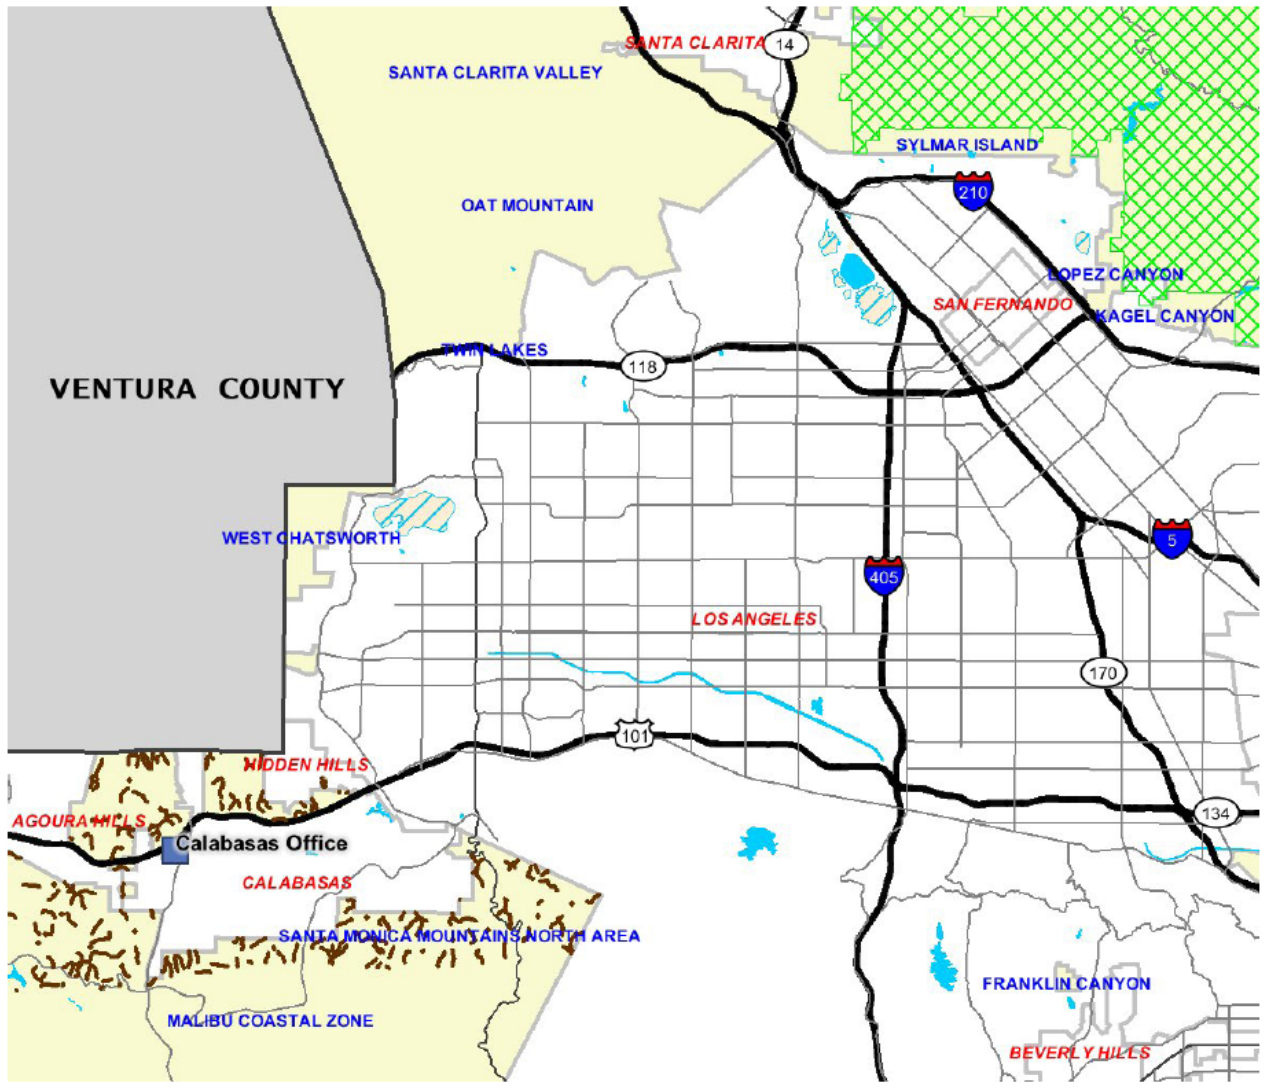 SANTA CLARITA
14
SANTA CLARITA VALLEY
SYLMAR ISLAND
210
OAT MOUNTAIN
LOPEZ CANYON
SAN FERNANDO
KAGEL CANYON
TWIN LAKES
118
VENTURA COUNTY
WEST CHATSWORTH
5
405
LOS ANGELES
170
101
HIDDEN HILLS
134
AGOURA HILLS
Calabasas Office
CALABASAS
SANTA MONICA MOUNTAINS NORTH AREA
FRANKLIN CANYON
MALIBU COASTAL ZONE
BEVERLY HILLS